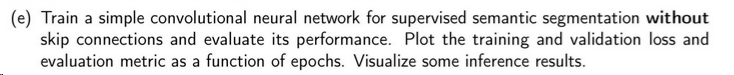 (e) Train a simple convolutional neural network for supervised semantic segmentation without
skip connections and evaluate its performance. Plot the training and validation loss and
evaluation metric as a function of epochs. Visualize some inference results.